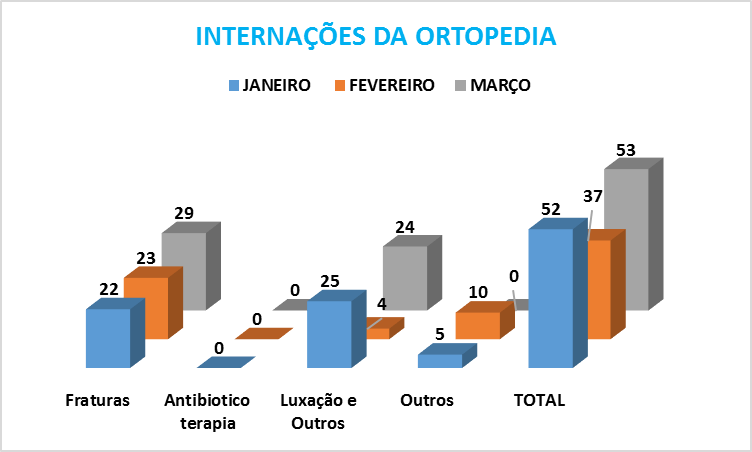 INTERNAÇÕES DA ORTOPEDIA
JANEIRO FEVEREIRO MARÇO
22 23 29
0 0 0
25 4 24
5 10 0
52 37 53
Fraturas
Antibiotico
terapia
Luxação e
Outros
Outros
TOTAL